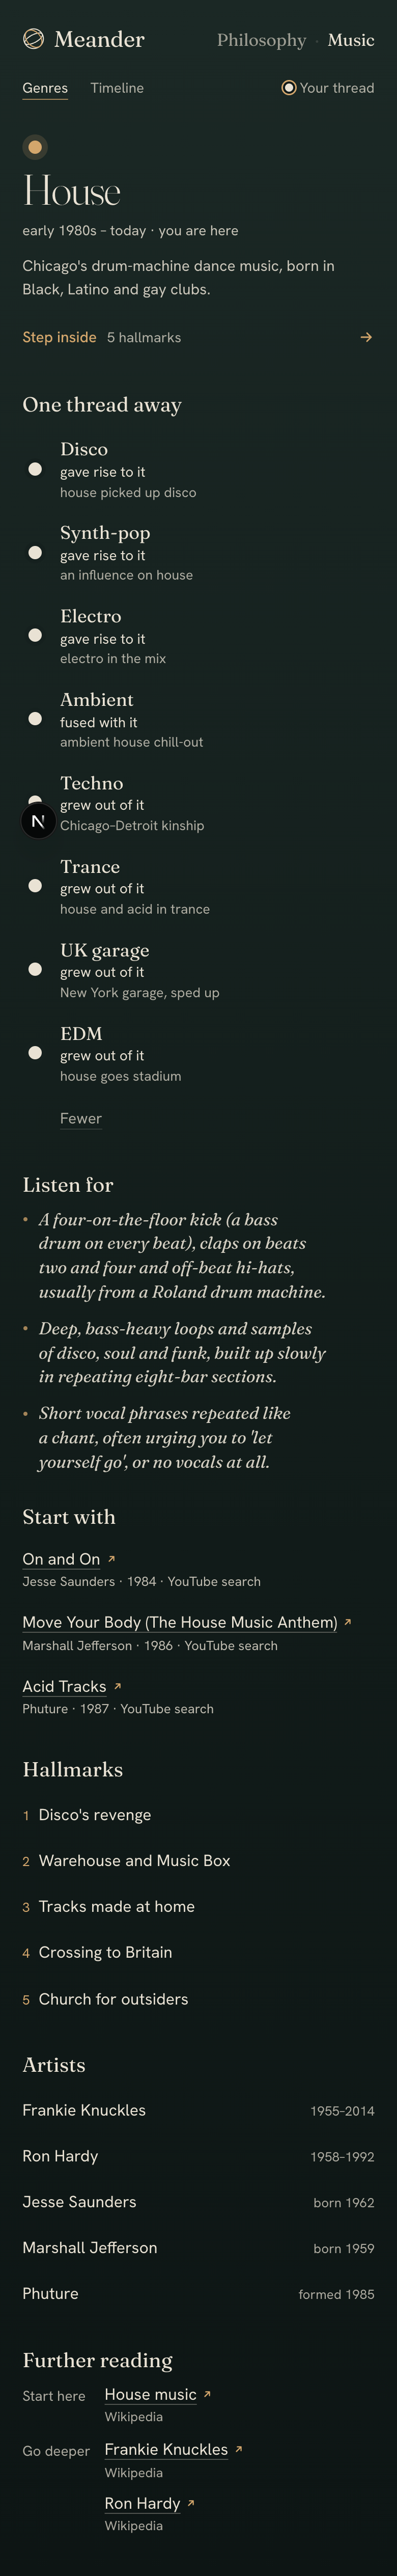 Meander
Philosophy · Music
Genres Timeline Your thread
House
early 1980s – today · you are here
Chicago's drum-machine dance music, born in
Black, Latino and gay clubs.
Step inside 5 hallmarks →
One thread away
Disco
gave rise to it
house picked up disco
Synth-pop
gave rise to it
an influence on house
Electro
gave rise to it
electro in the mix
Ambient
fused with it
ambient house chill-out
Techno
grew out of it
N
Chicago–Detroit kinship
Trance
grew out of it
house and acid in trance
UK garage
grew out of it
New York garage, sped up
EDM
grew out of it
house goes stadium
Fewer
Listen for
• A four-on-the-floor kick (a bass
drum on every beat), claps on beats
two and four and off-beat hi-hats,
usually from a Roland drum machine.
• Deep, bass-heavy loops and samples
of disco, soul and funk, built up slowly
in repeating eight-bar sections.
• Short vocal phrases repeated like
a chant, often urging you to 'let
yourself go', or no vocals at all.
Start with
On and On ↗
Jesse Saunders · 1984 · YouTube search
Move Your Body (The House Music Anthem) ↗
Marshall Jefferson · 1986 · YouTube search
Acid Tracks ↗
Phuture · 1987 · YouTube search
Hallmarks
1 Disco's revenge
2 Warehouse and Music Box
3 Tracks made at home
4 Crossing to Britain
5 Church for outsiders
Artists
Frankie Knuckles 1955–2014
Ron Hardy 1958–1992
Jesse Saunders born 1962
Marshall Jefferson born 1959
Phuture formed 1985
Further reading
Start here House music ↗
Wikipedia
Go deeper Frankie Knuckles ↗
Wikipedia
Ron Hardy ↗
Wikipedia